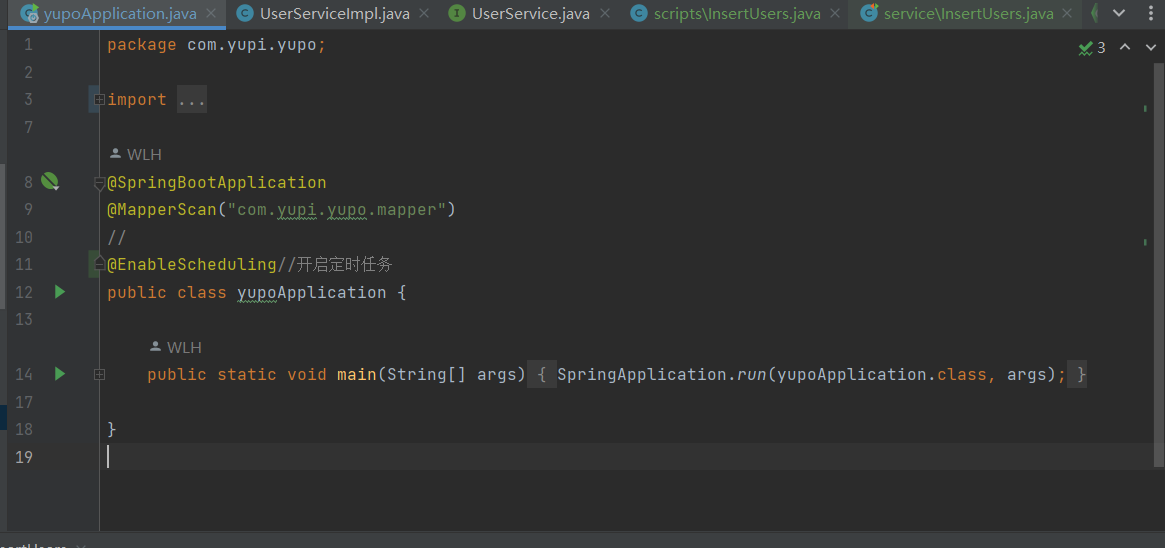 yupoApplication.java UserServiceImpl.java UserService.java scripts\InsertUsers.java service\InsertUsers.java
1 package com.yupi.yupo; 3
2
3 import ...
7
WLH
8 @SpringBootApplication
9 @MapperScan("com.yupi.yupo.mapper")
10 //
11 @EnableScheduling//开启定时任务
12 public class yupoApplication {
13
WLH
14 public static void main(String[] args) { SpringApplication.run(yupoApplication.class, args); }
17
18 }
19